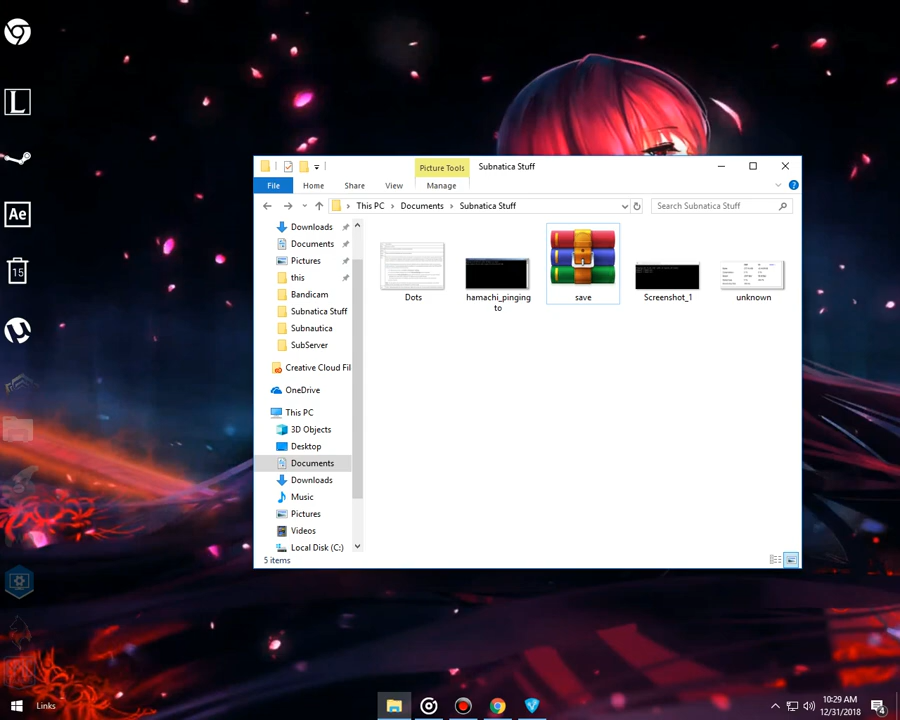 L
Ae
15
Picture Tools
Subnatica Stuff
File
Home
Share
View
Manage
This PC
Documents
Subnatica Stuff
Search Subnatica Stuff
Downloads
Documents
Pictures
this
Bandicam
Subnatica Stuff
Subnautica
SubServer
Creative Cloud Fil
OneDrive
This PC
3D Objects
Desktop
Documents
Downloads
Music
Pictures
Videos
Local Disk (C:)
Dots
hamachi_pinging
to
save
Screenshot_1
unknown
5 items
Links
10:29 AM
12/31/2018
4